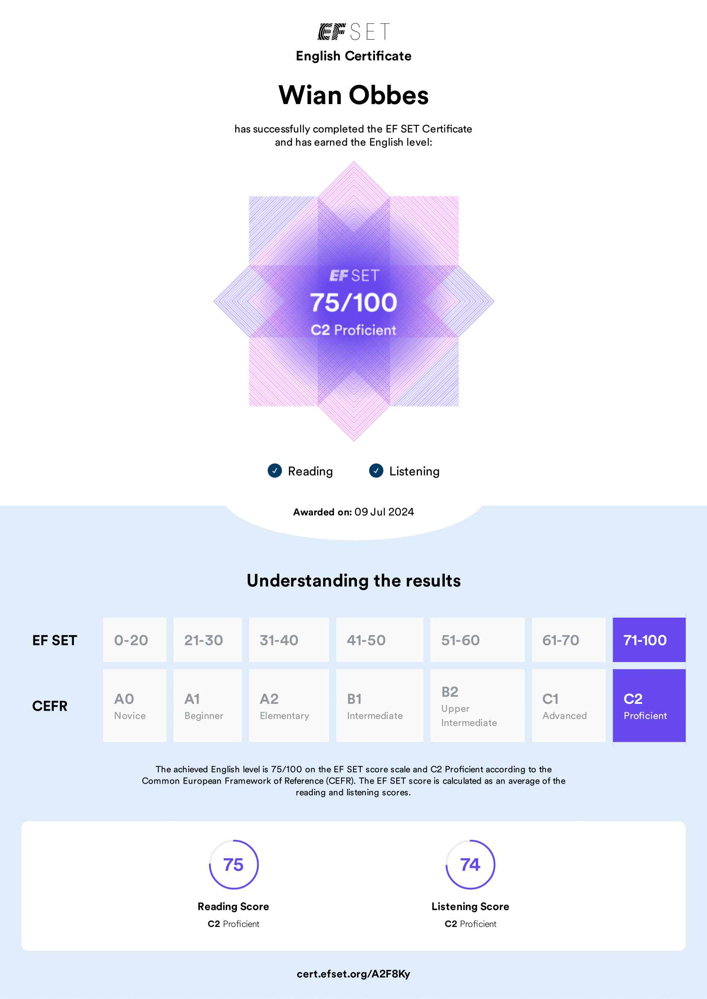 EF SET
English Certificate
Wian Obbes
has successfully completed the EF SET Certificate
and has earned the English level:
EF SET
75/100
C2 Proficient
Reading Listening
Awarded on: 09 Jul 2024
Understanding the results
EF SET 0-20 21-30 31-40 41-50 51-60 61-70 71-100
CEFR
A0
Novice
A1
Beginner
A2
Elementary
B1
Intermediate
B2
Upper
Intermediate
C1
Advanced
C2
Proficient
The achieved English level is 75/100 on the EF SET score scale and C2 Proficient according to the
Common European Framework of Reference (CEFR). The EF SET score is calculated as an average of the
reading and listening scores.
75
Reading Score
C2 Proficient
74
Listening Score
C2 Proficient
cert.efset.org/A2F8Ky